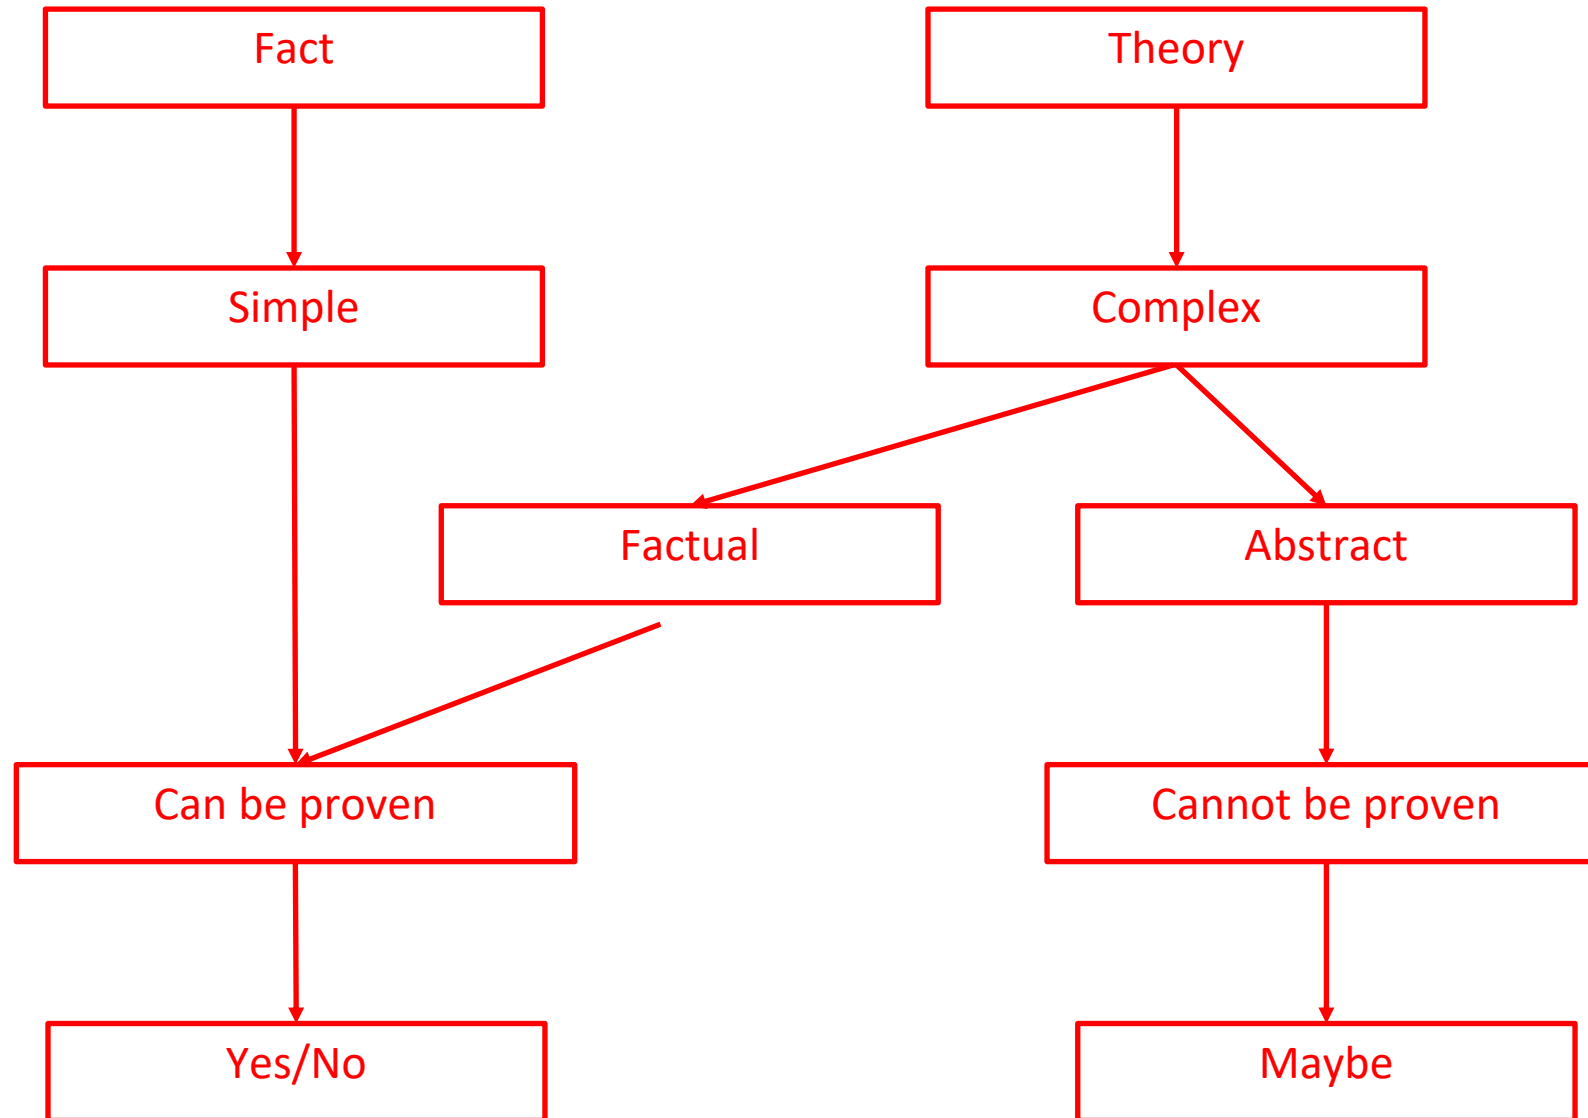 Fact
Theory
Simple
Complex
Factual
Abstract
Can be proven
Cannot be proven
Yes/No
Maybe